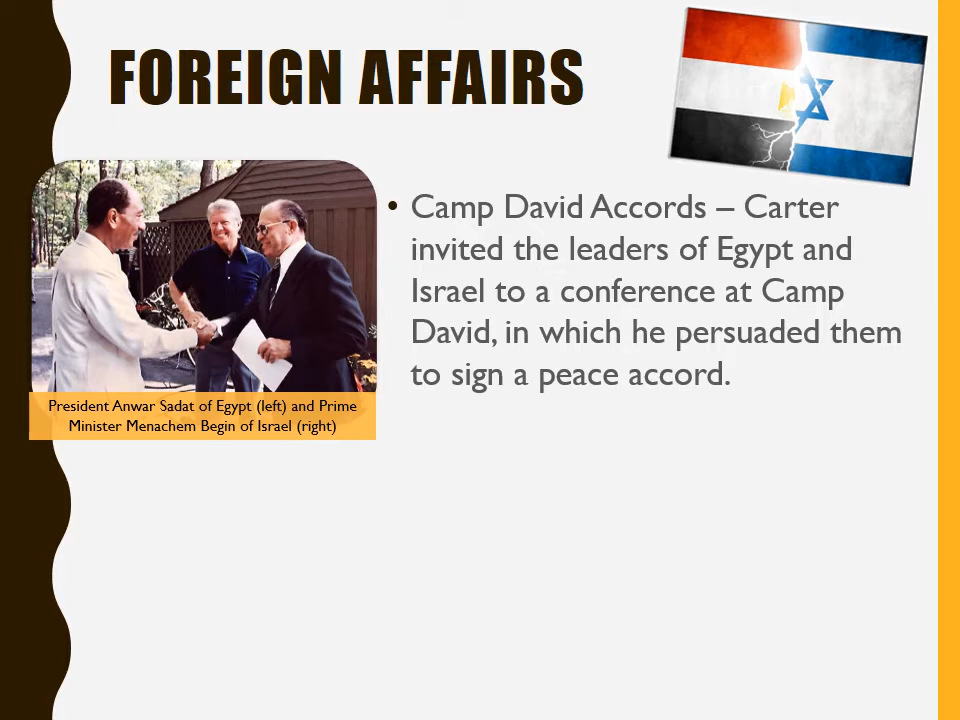 FOREIGN AFFAIRS
• Camp David Accords – Carter
invited the leaders of Egypt and
Israel to a conference at Camp
David, in which he persuaded them
to sign a peace accord.
President Anwar Sadat of Egypt (left) and Prime
Minister Menachem Begin of Israel (right)